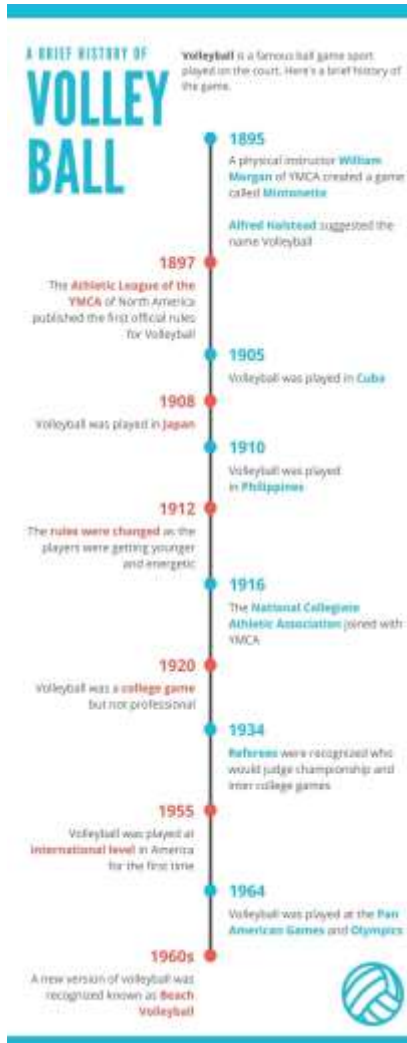 A BRIEF HISTORY OF
VOLLEY
BALL
Volleyball is a famous ball game sport
played on the court. Here's a brief history of
the game.
1895
A physical instructor William
Morgan of YMCA created a game
called Mintonette
Alfred Halstead suggested the
name Volleyball
1897
The Athletic League of the
YMCA of North America
published the first official rules
for Volleyball
1905
Volleyball was played in Cuba
1908
Volleyball was played in Japan
1910
Volleyball was played
in Philippines
1912
The rules were changed as the
players were getting younger
and energetic
1916
The National Collegiate
Athletic Association joined with
YMCA
1920
Volleyball was a college game
but not professional
1934
Referees were recognized who
would judge championship and
inter college games
1955
Volleyball was played at
international level in America
for the first time
1964
Volleyball was played at the Pan
American Games and Olympics
1960s
A new version of volleyball was
recognized known as Beach
Volleyball